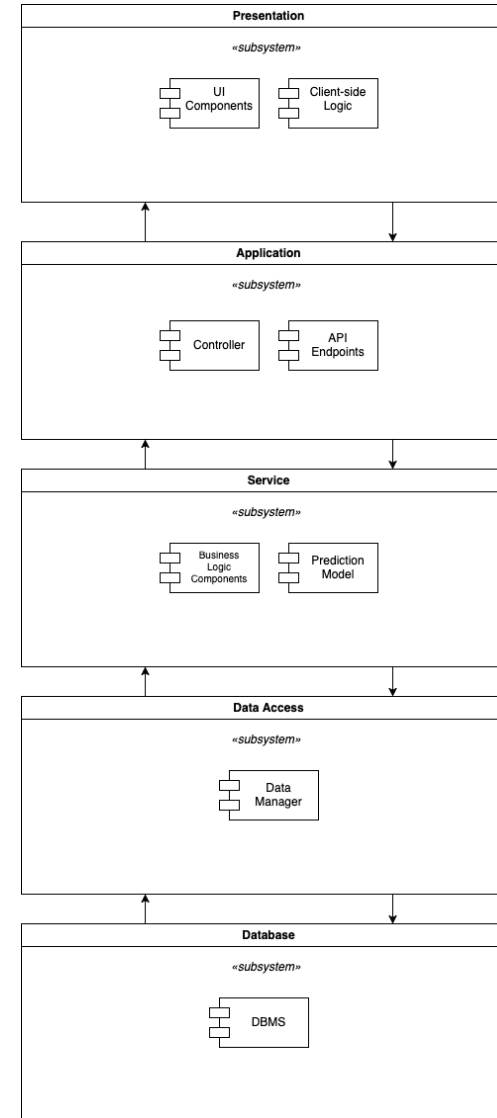 Presentation
«subsystem»
UI
Components
Client-side
Logic
Application
«subsystem»
Controller
API
Endpoints
Service
«subsystem»
Business
Logic
Components
Prediction
Model
Data Access
«subsystem»
Data
Manager
Database
«subsystem»
DBMS